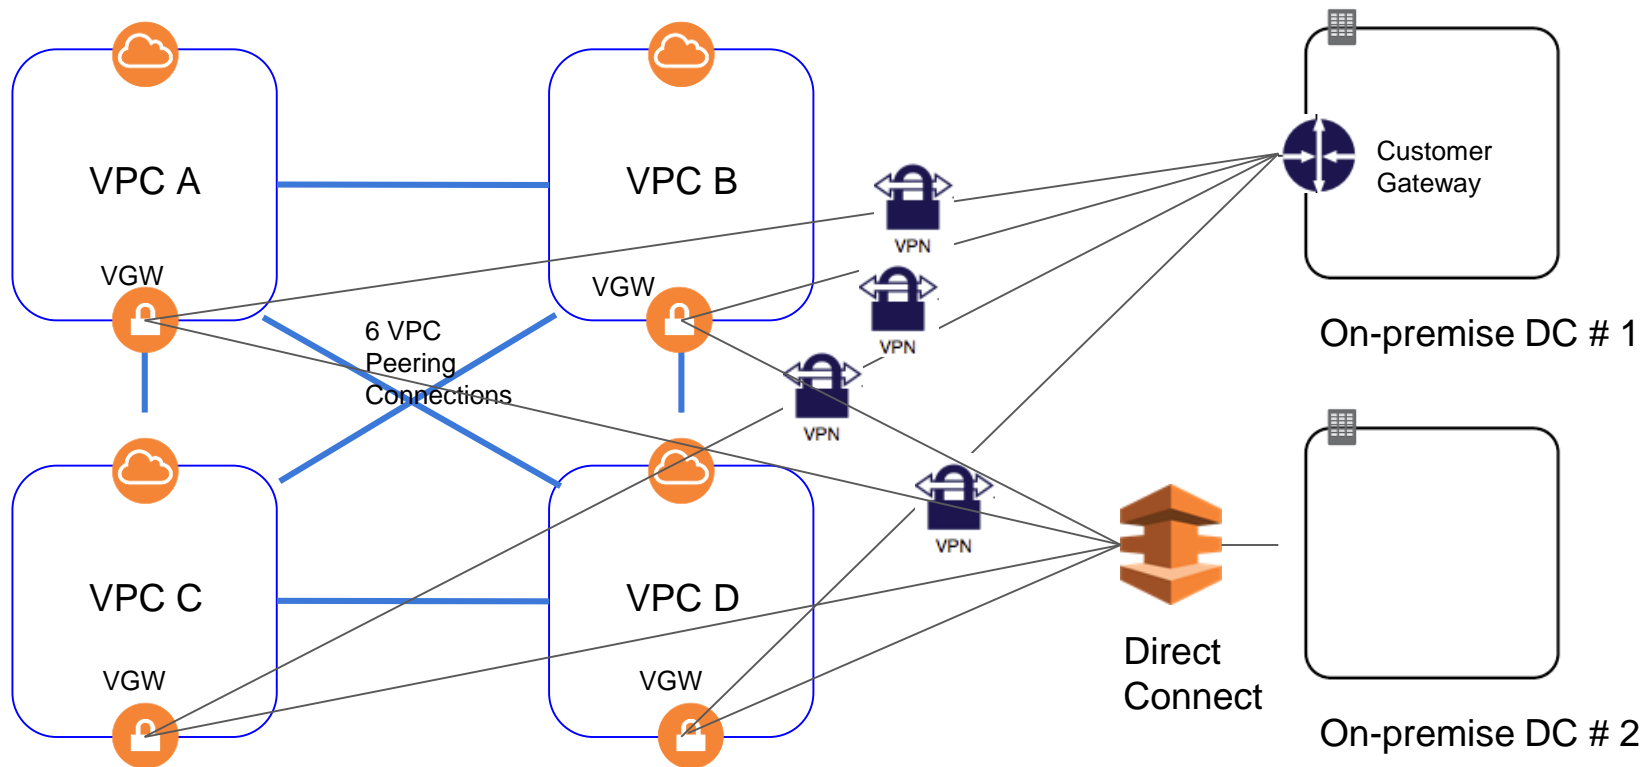 VPC A
VPC B
Customer
Gateway
VPN
VGW
VGW
6 VPC
Peering
Connections
VPN
On-premise DC # 1
VPN
VPN
VPC C
VPC D
Direct
Connect
VGW
VGW
On-premise DC # 2